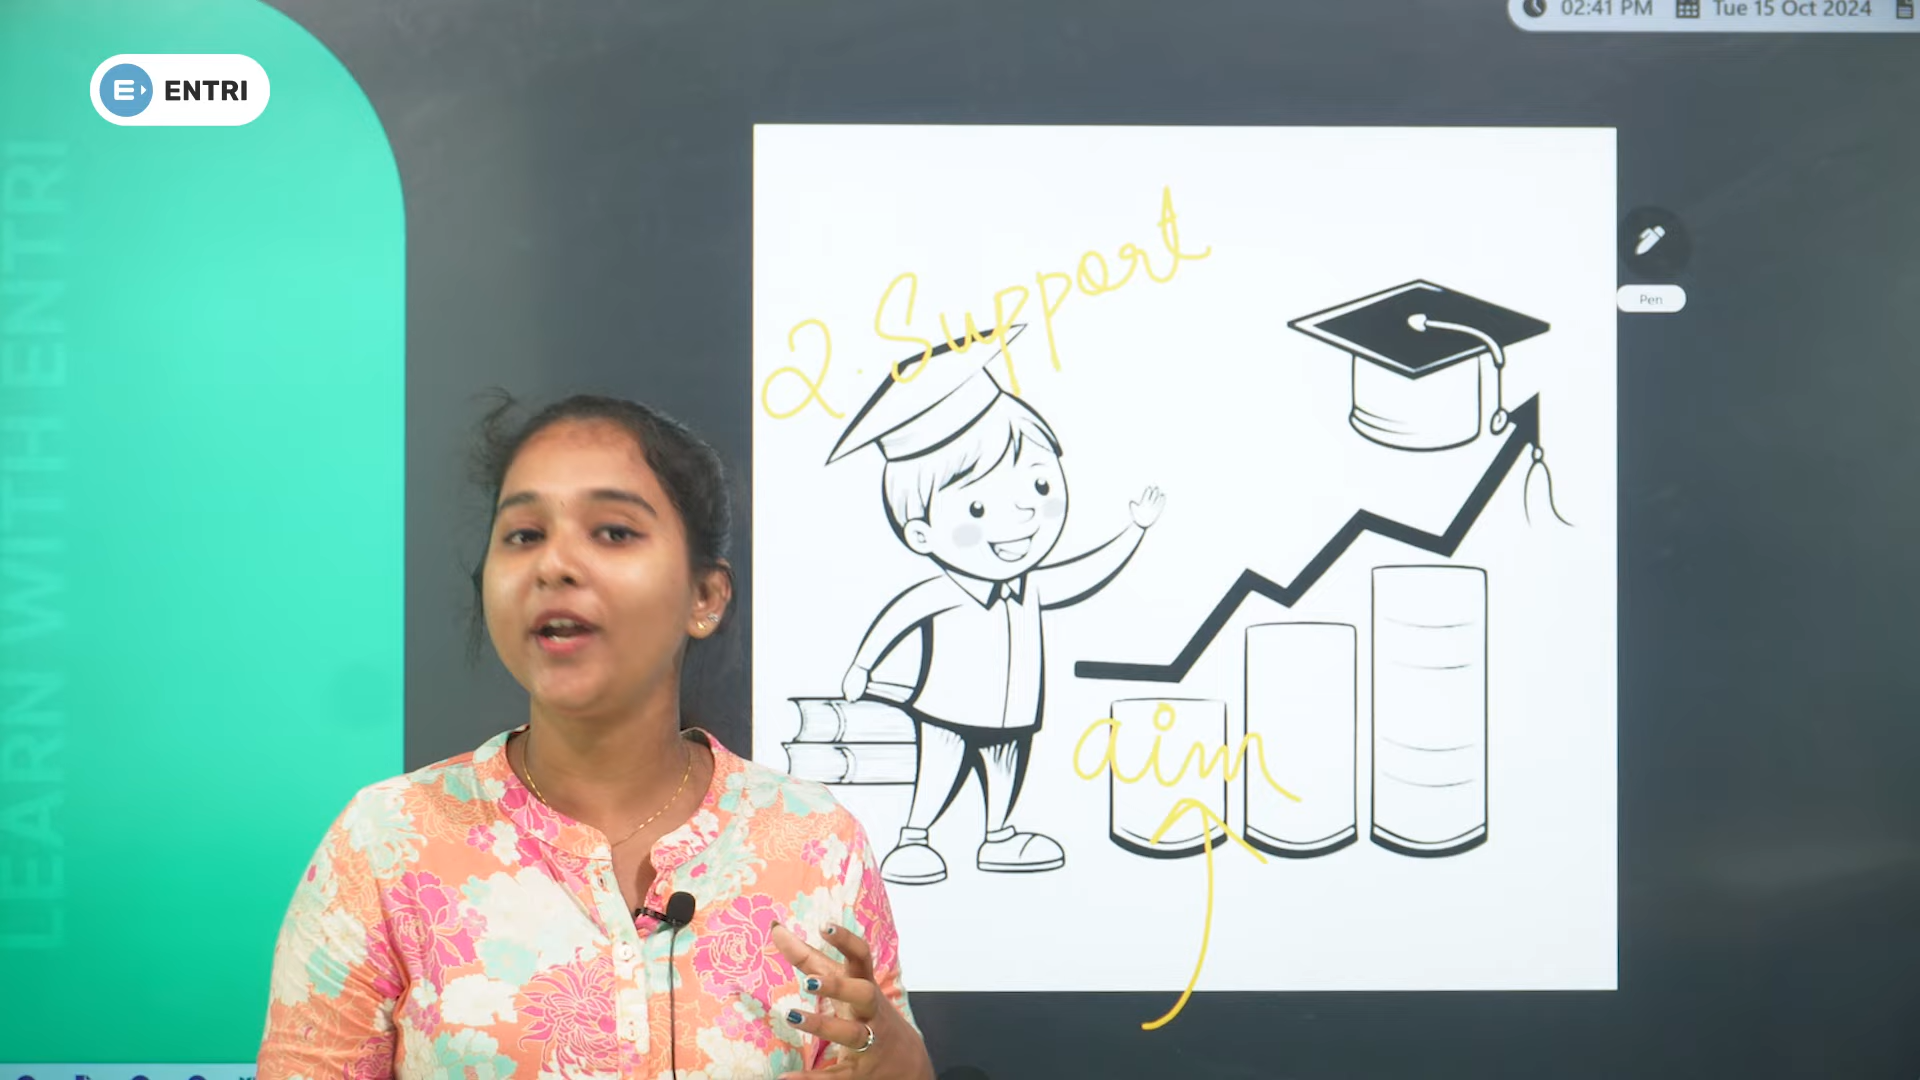 02:41 PM Tue 15 Oct 2024
ENTRI
LEARN WITH ENTRI
2. Support
Pen
aim